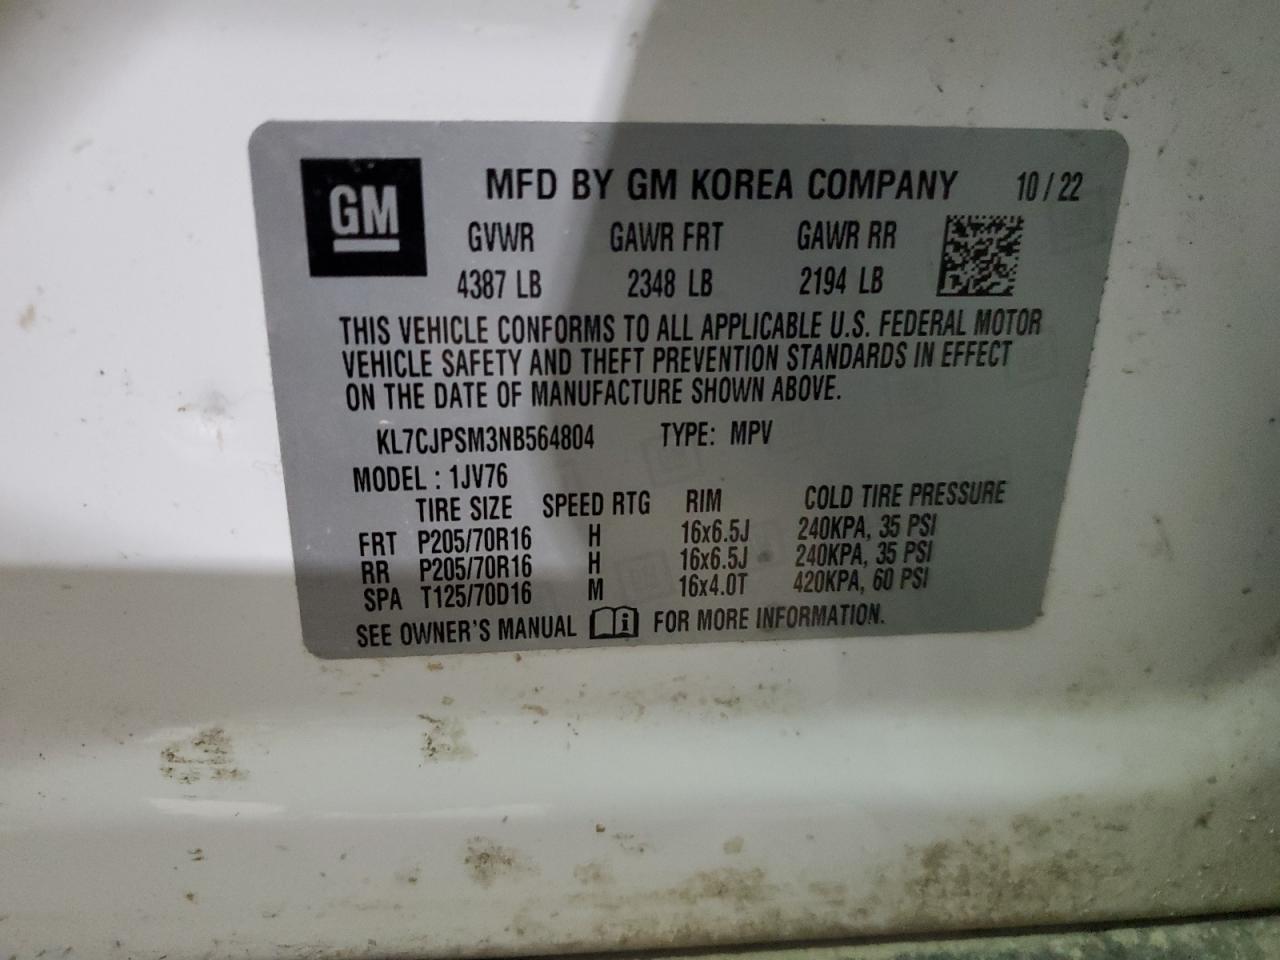 GM
MFD BY GM KOREA COMPANY 10 / 22
GVWR GAWR FRT GAWR RR
4387 LB 2348 LB 2194 LB
THIS VEHICLE CONFORMS TO ALL APPLICABLE U.S. FEDERAL MOTOR
VEHICLE SAFETY AND THEFT PREVENTION STANDARDS IN EFFECT
ON THE DATE OF MANUFACTURE SHOWN ABOVE.
KL7CJPSM3NB564804 TYPE: MPV
MODEL : 1JV76
TIRE SIZE SPEED RTG RIM COLD TIRE PRESSURE
FRT P205/70R16 H 16x6.5J 240KPA, 35 PSI
RR P205/70R16 H 16x6.5J 240KPA, 35 PSI
SPA T125/70D16 M 16x4.0T 420KPA, 60 PSI
SEE OWNER'S MANUAL i FOR MORE INFORMATION.